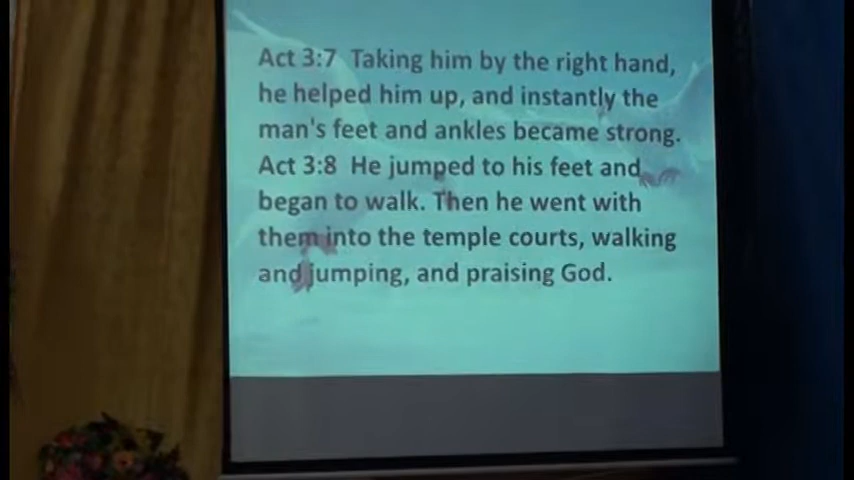 Act 3:7 Taking him by the right hand,
he helped him up, and instantly the
man's feet and ankles became strong.
Act 3:8 He jumped to his feet and
began to walk. Then he went with
them into the temple courts, walking
and jumping, and praising God.